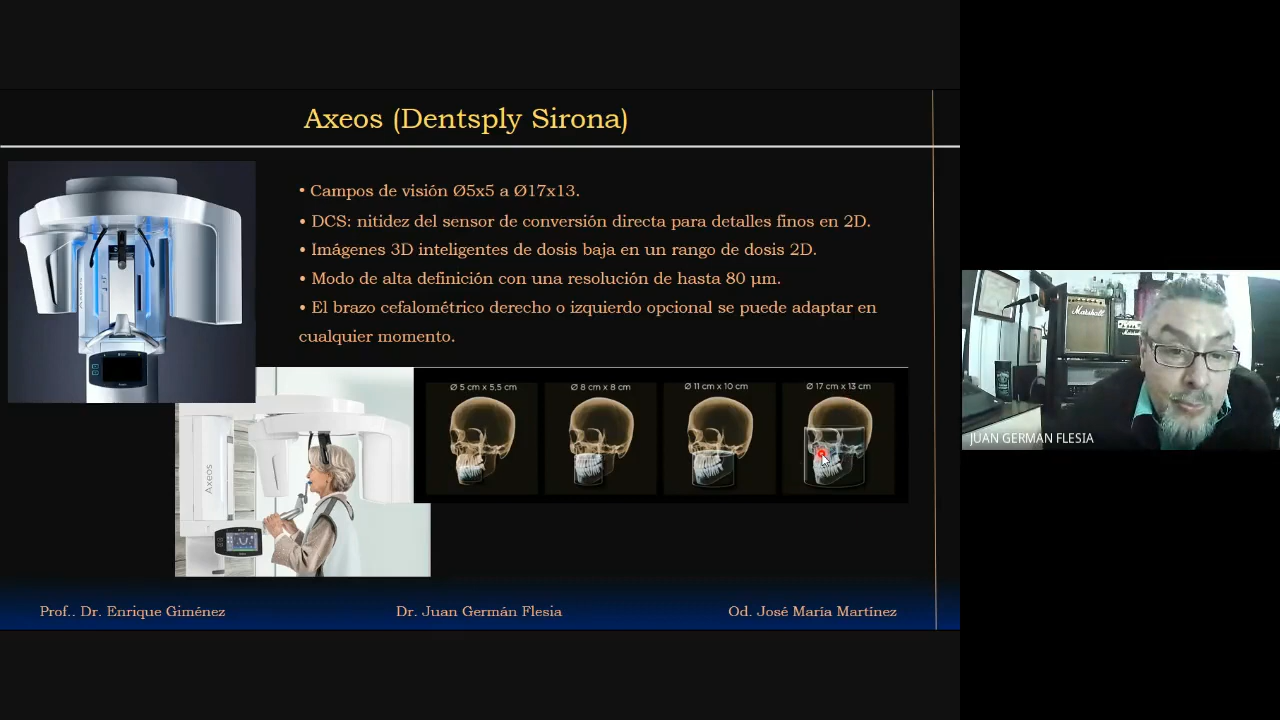 Axeos (Dentsply Sirona)
• Campos de visión Ø5x5 a Ø17x13.
• DCS: nitidez del sensor de conversión directa para detalles finos en 2D.
• Imágenes 3D inteligentes de dosis baja en un rango de dosis 2D.
• Modo de alta definición con una resolución de hasta 80 µm.
• El brazo cefalométrico derecho o izquierdo opcional se puede adaptar en
cualquier momento.
Ø 5 cm x 5,5 cm
Ø 8 cm x 8 cm
Ø 11 cm x 10 cm
Ø 17 cm x 13 cm
Axeos
Marshall
Marshall
JUAN GERMAN FLESIA
Prof.. Dr. Enrique Giménez
Dr. Juan Germán Flesia
Od. José María Martínez